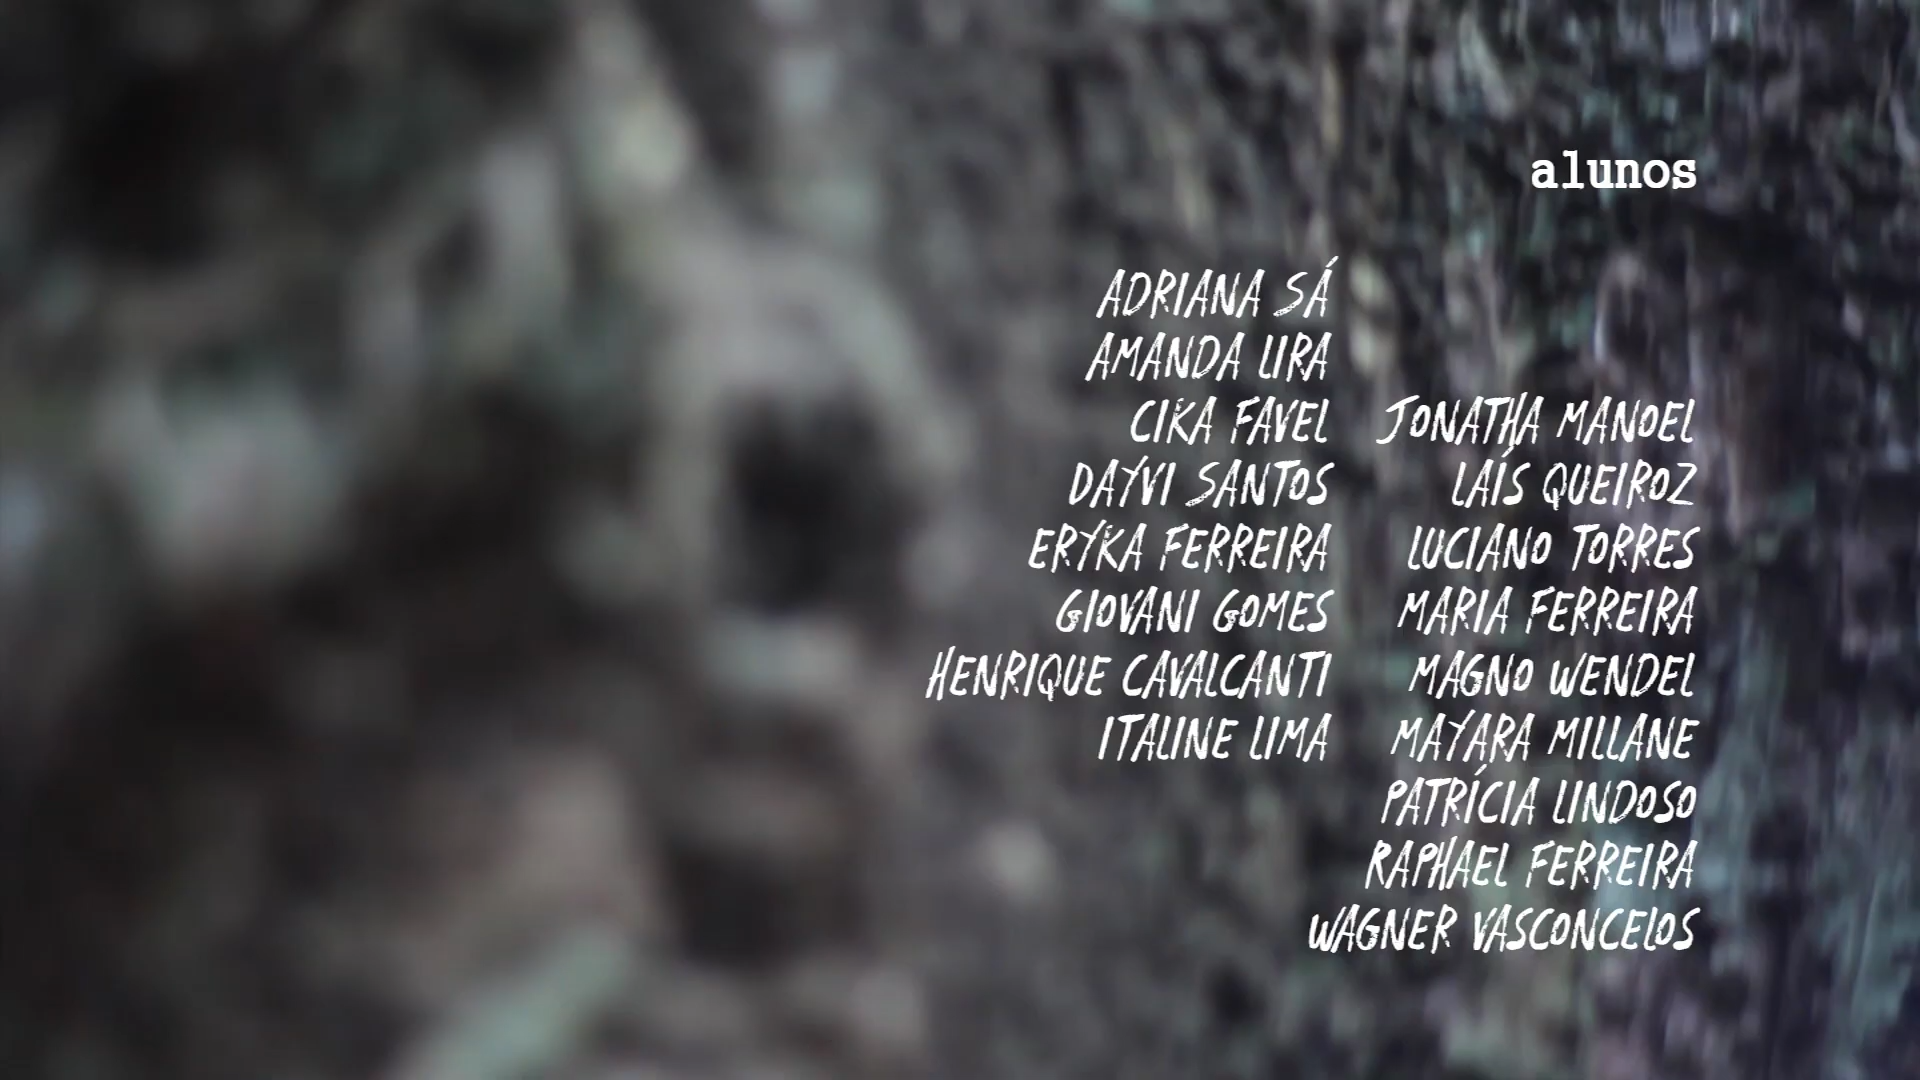 alunos
ADRIANA SÁ
AMANDA LIRA
CIKA FAVEL
DAYVI SANTOS
ERYKA FERREIRA
GIOVANI GOMES
HENRIQUE CAVALCANTI
ITALINE LIMA
JONATHA MANOEL
LAÍS QUEIROZ
LUCIANO TORRES
MARIA FERREIRA
MAGNO WENDEL
MAYARA MILLANE
PATRÍCIA LINDOSO
RAPHAEL FERREIRA
WAGNER VASCONCELOS